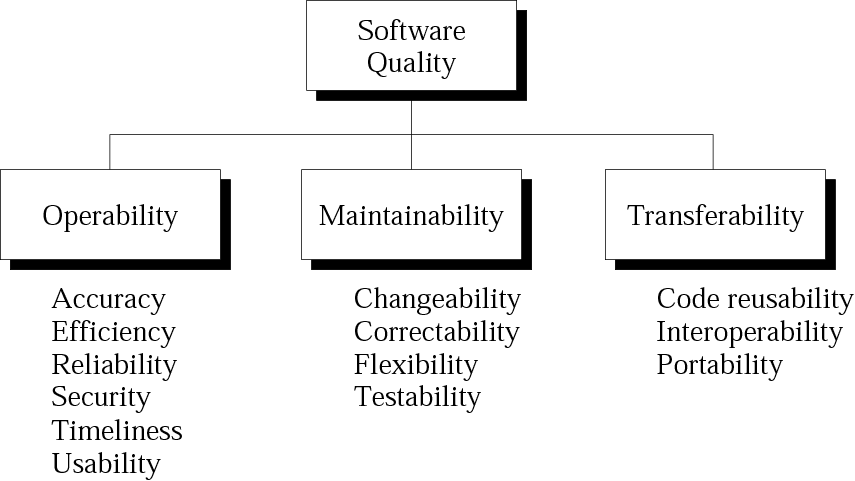 Software
Quality
Operability
Maintainability
Transferability
Accuracy
Efficiency
Reliability
Security
Timeliness
Usability
Changeability
Correctability
Flexibility
Testability
Code reusability
Interoperability
Portability